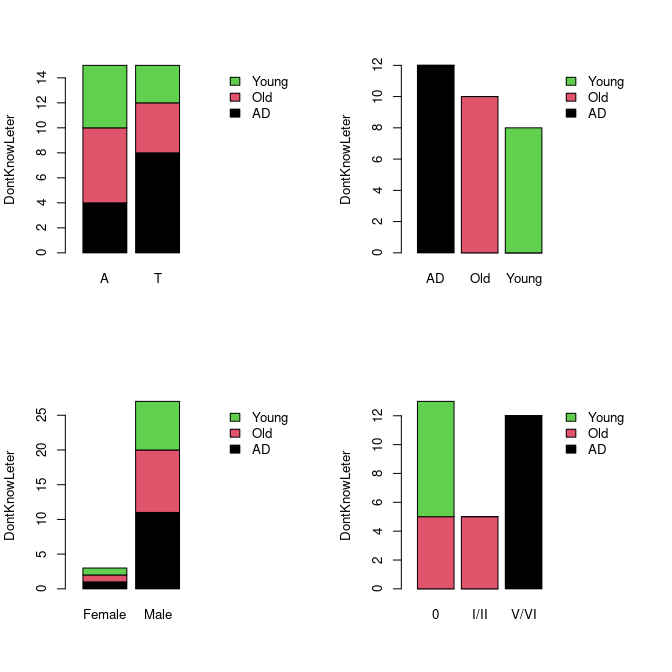 DontKnowLeter
0 2 4 6 8 10 12 14
A T
Young
Old
AD
DontKnowLeter
0 2 4 6 8 10 12
AD Old Young
Young
Old
AD
DontKnowLeter
0 5 10 15 20 25
Female Male
Young
Old
AD
DontKnowLeter
0 2 4 6 8 10 12
0 I/II V/VI
Young
Old
AD